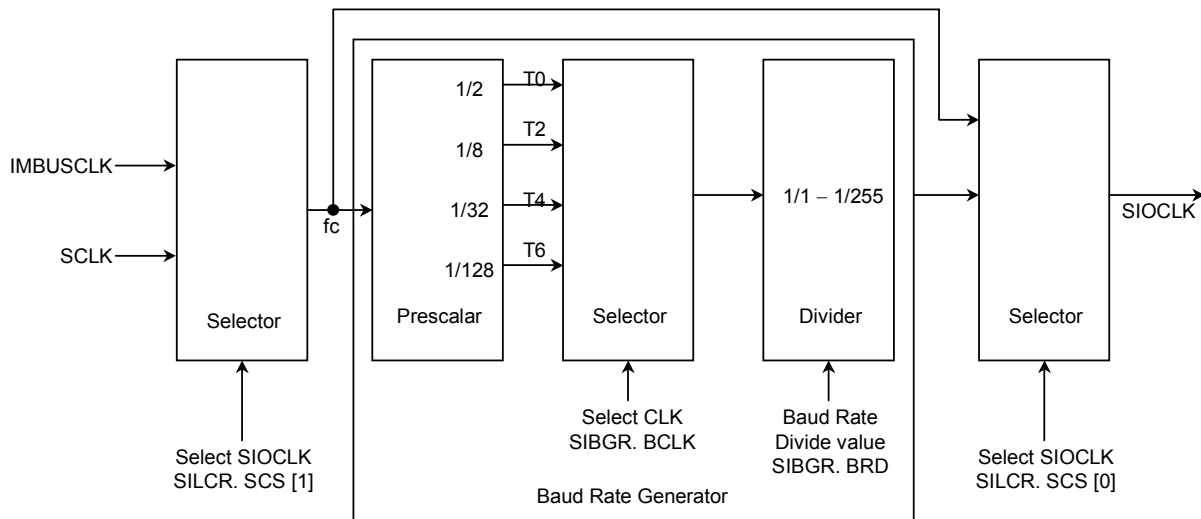 IMBUSCLK
SCLK
Selector
Select SIOCLK
SILCR. SCS [1]
fc
1/2
1/8
1/32
1/128
Prescalar
T0
T2
T4
T6
Selector
Select CLK
SIBGR. BCLK
1/1 – 1/255
Divider
Baud Rate
Divide value
SIBGR. BRD
Baud Rate Generator
Selector
Select SIOCLK
SILCR. SCS [0]
SIOCLK